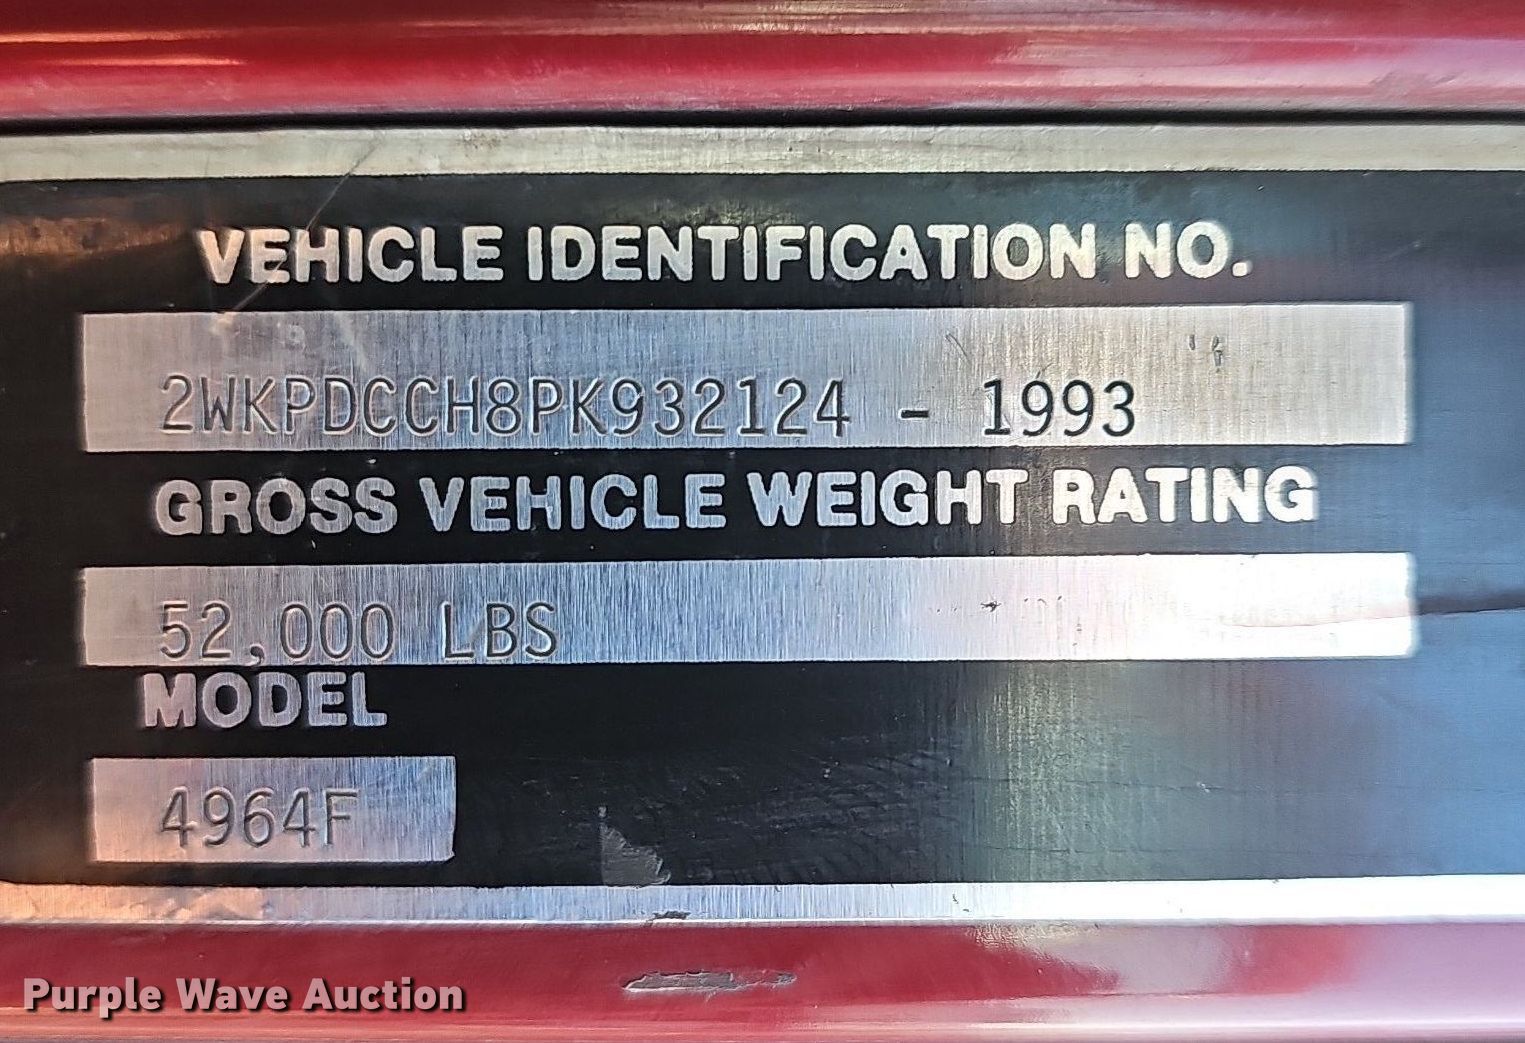 VEHICLE IDENTIFICATION NO.
2WKPDCCH8PK932124 - 1993
GROSS VEHICLE WEIGHT RATING
52,000 LBS
MODEL
4964F
Purple Wave Auction